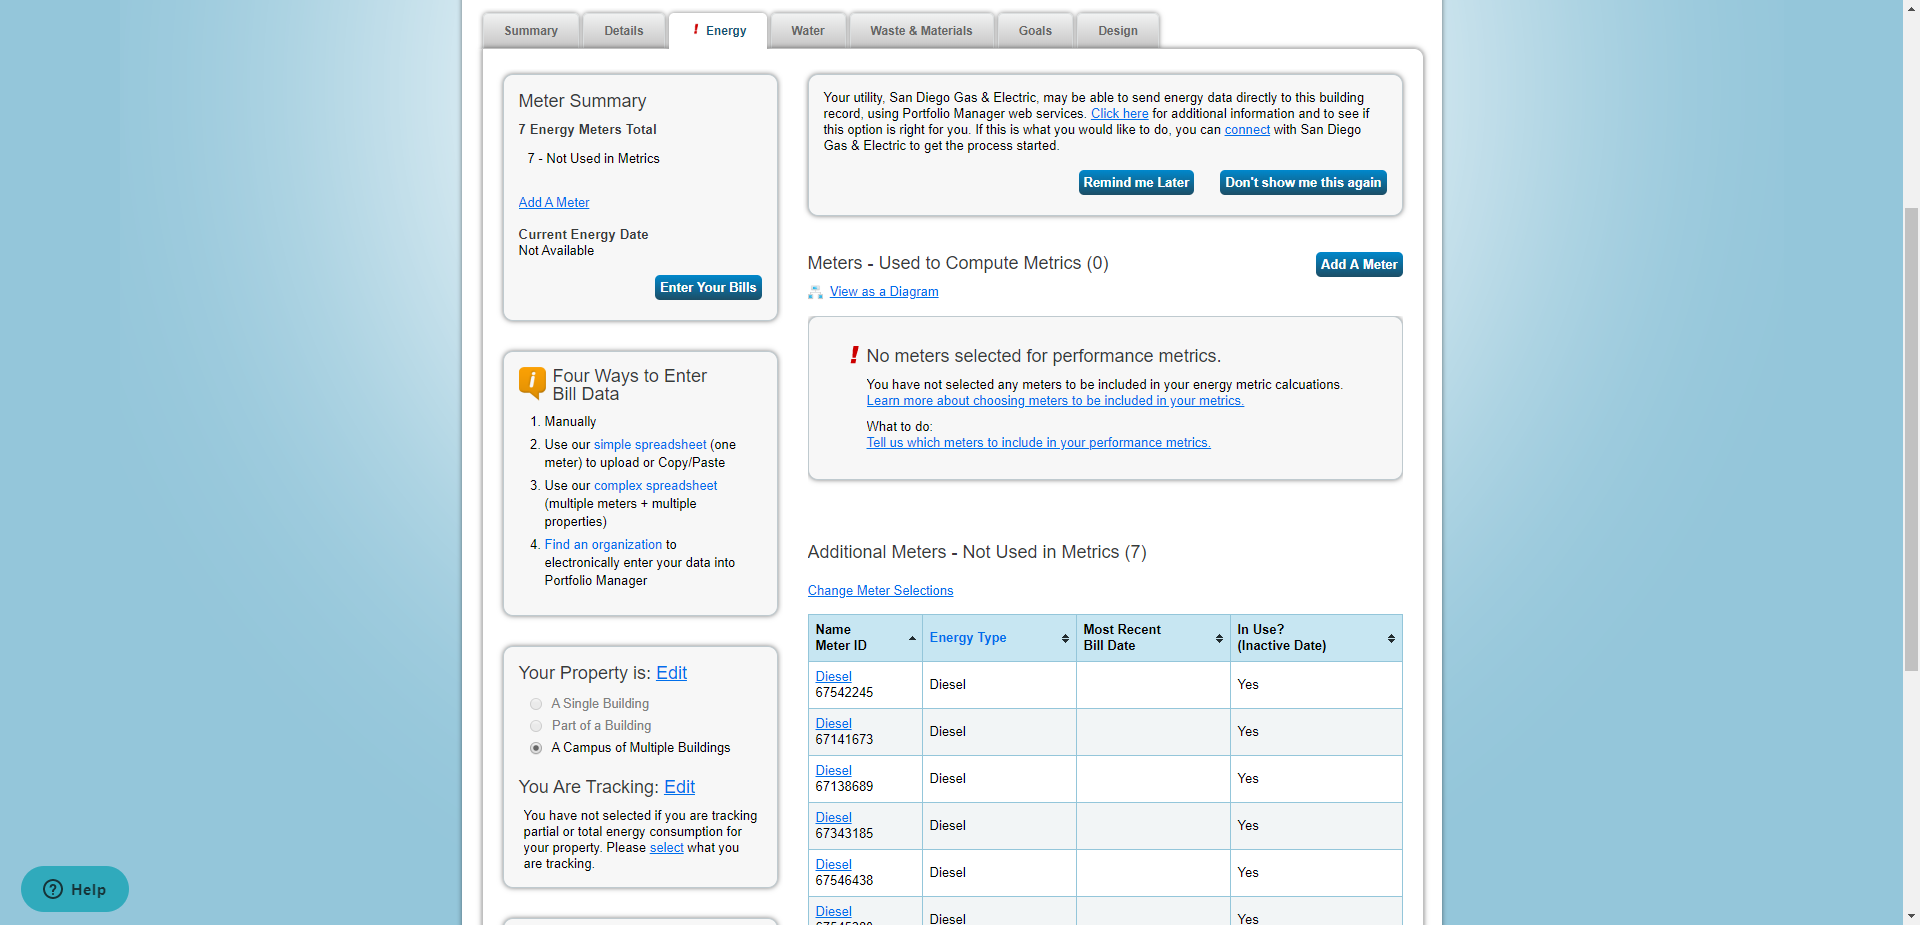 Summary
Details
! Energy
Water
Waste & Materials
Goals
Design
Meter Summary
7 Energy Meters Total
7 - Not Used in Metrics
Add A Meter
Current Energy Date
Not Available
Enter Your Bills
i Four Ways to Enter
Bill Data
1. Manually
2. Use our simple spreadsheet (one
meter) to upload or Copy/Paste
3. Use our complex spreadsheet
(multiple meters + multiple
properties)
4. Find an organization to
electronically enter your data into
Portfolio Manager
Your Property is: Edit
A Single Building
Part of a Building
A Campus of Multiple Buildings
You Are Tracking: Edit
You have not selected if you are tracking
partial or total energy consumption for
your property. Please select what you
are tracking.
Your utility, San Diego Gas & Electric, may be able to send energy data directly to this building
record, using Portfolio Manager web services. Click here for additional information and to see if
this option is right for you. If this is what you would like to do, you can connect with San Diego
Gas & Electric to get the process started.
Remind me Later
Don't show me this again
Meters - Used to Compute Metrics (0)
Add A Meter
View as a Diagram
! No meters selected for performance metrics.
You have not selected any meters to be included in your energy metric calcuations.
Learn more about choosing meters to be included in your metrics.
What to do:
Tell us which meters to include in your performance metrics.
Additional Meters - Not Used in Metrics (7)
Change Meter Selections
Name
Meter ID
Energy Type
Most Recent
Bill Date
In Use?
(Inactive Date)
Diesel
67542245
Diesel
Yes
Diesel
67141673
Diesel
Yes
Diesel
67138689
Diesel
Yes
Diesel
67343185
Diesel
Yes
Diesel
67546438
Diesel
Yes
Diesel
Diesel
Yes
? Help